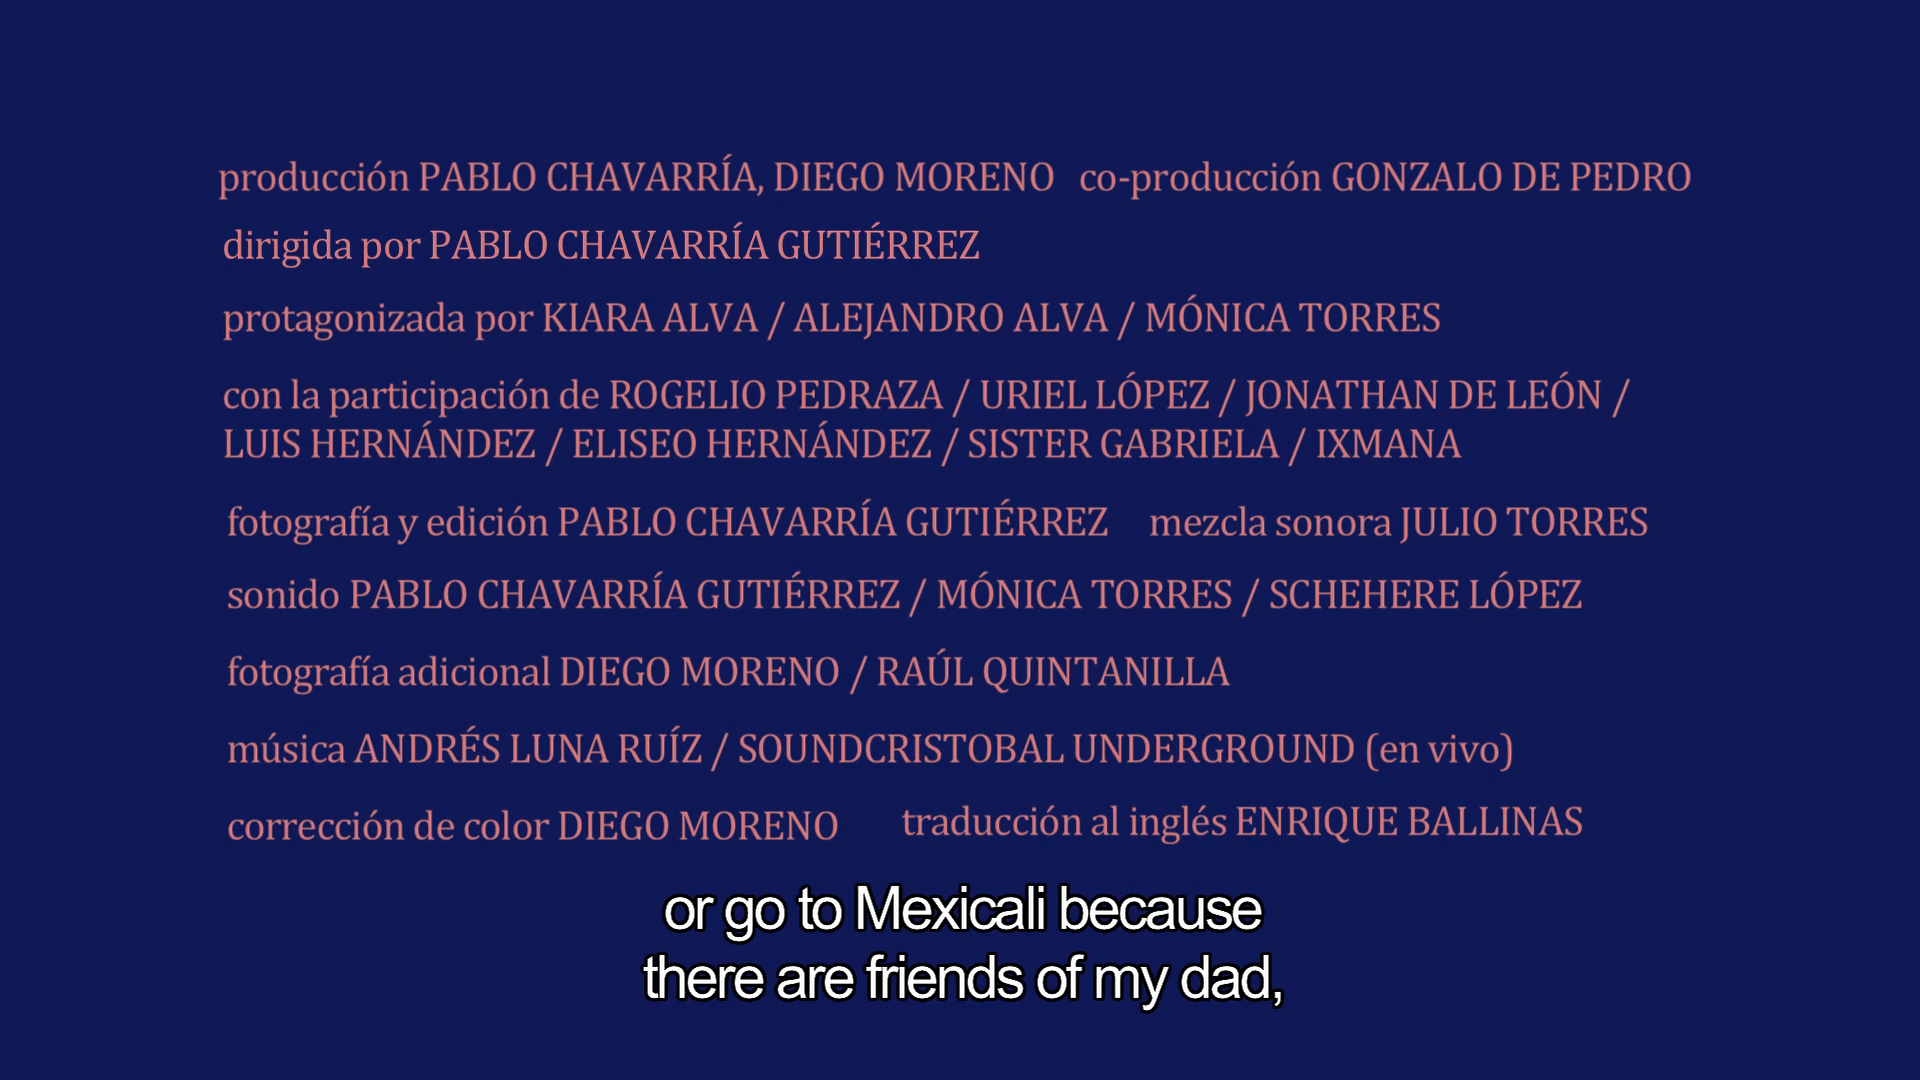 producción PABLO CHAVARRÍA, DIEGO MORENO co-producción GONZALO DE PEDRO
dirigida por PABLO CHAVARRÍA GUTIÉRREZ
protagonizada por KIARA ALVA / ALEJANDRO ALVA / MÓNICA TORRES
con la participación de ROGELIO PEDRAZA / URIEL LÓPEZ / JONATHAN DE LEÓN /
LUIS HERNÁNDEZ / ELISEO HERNÁNDEZ / SISTER GABRIELA / IXMANA
fotografía y edición PABLO CHAVARRÍA GUTIÉRREZ mezcla sonora JULIO TORRES
sonido PABLO CHAVARRÍA GUTIÉRREZ / MÓNICA TORRES / SCHEHERE LÓPEZ
fotografía adicional DIEGO MORENO / RAÚL QUINTANILLA
música ANDRÉS LUNA RUÍZ / SOUNDCRISTOBAL UNDERGROUND (en vivo)
corrección de color DIEGO MORENO traducción al inglés ENRIQUE BALLINAS
or go to Mexicali because
there are friends of my dad,